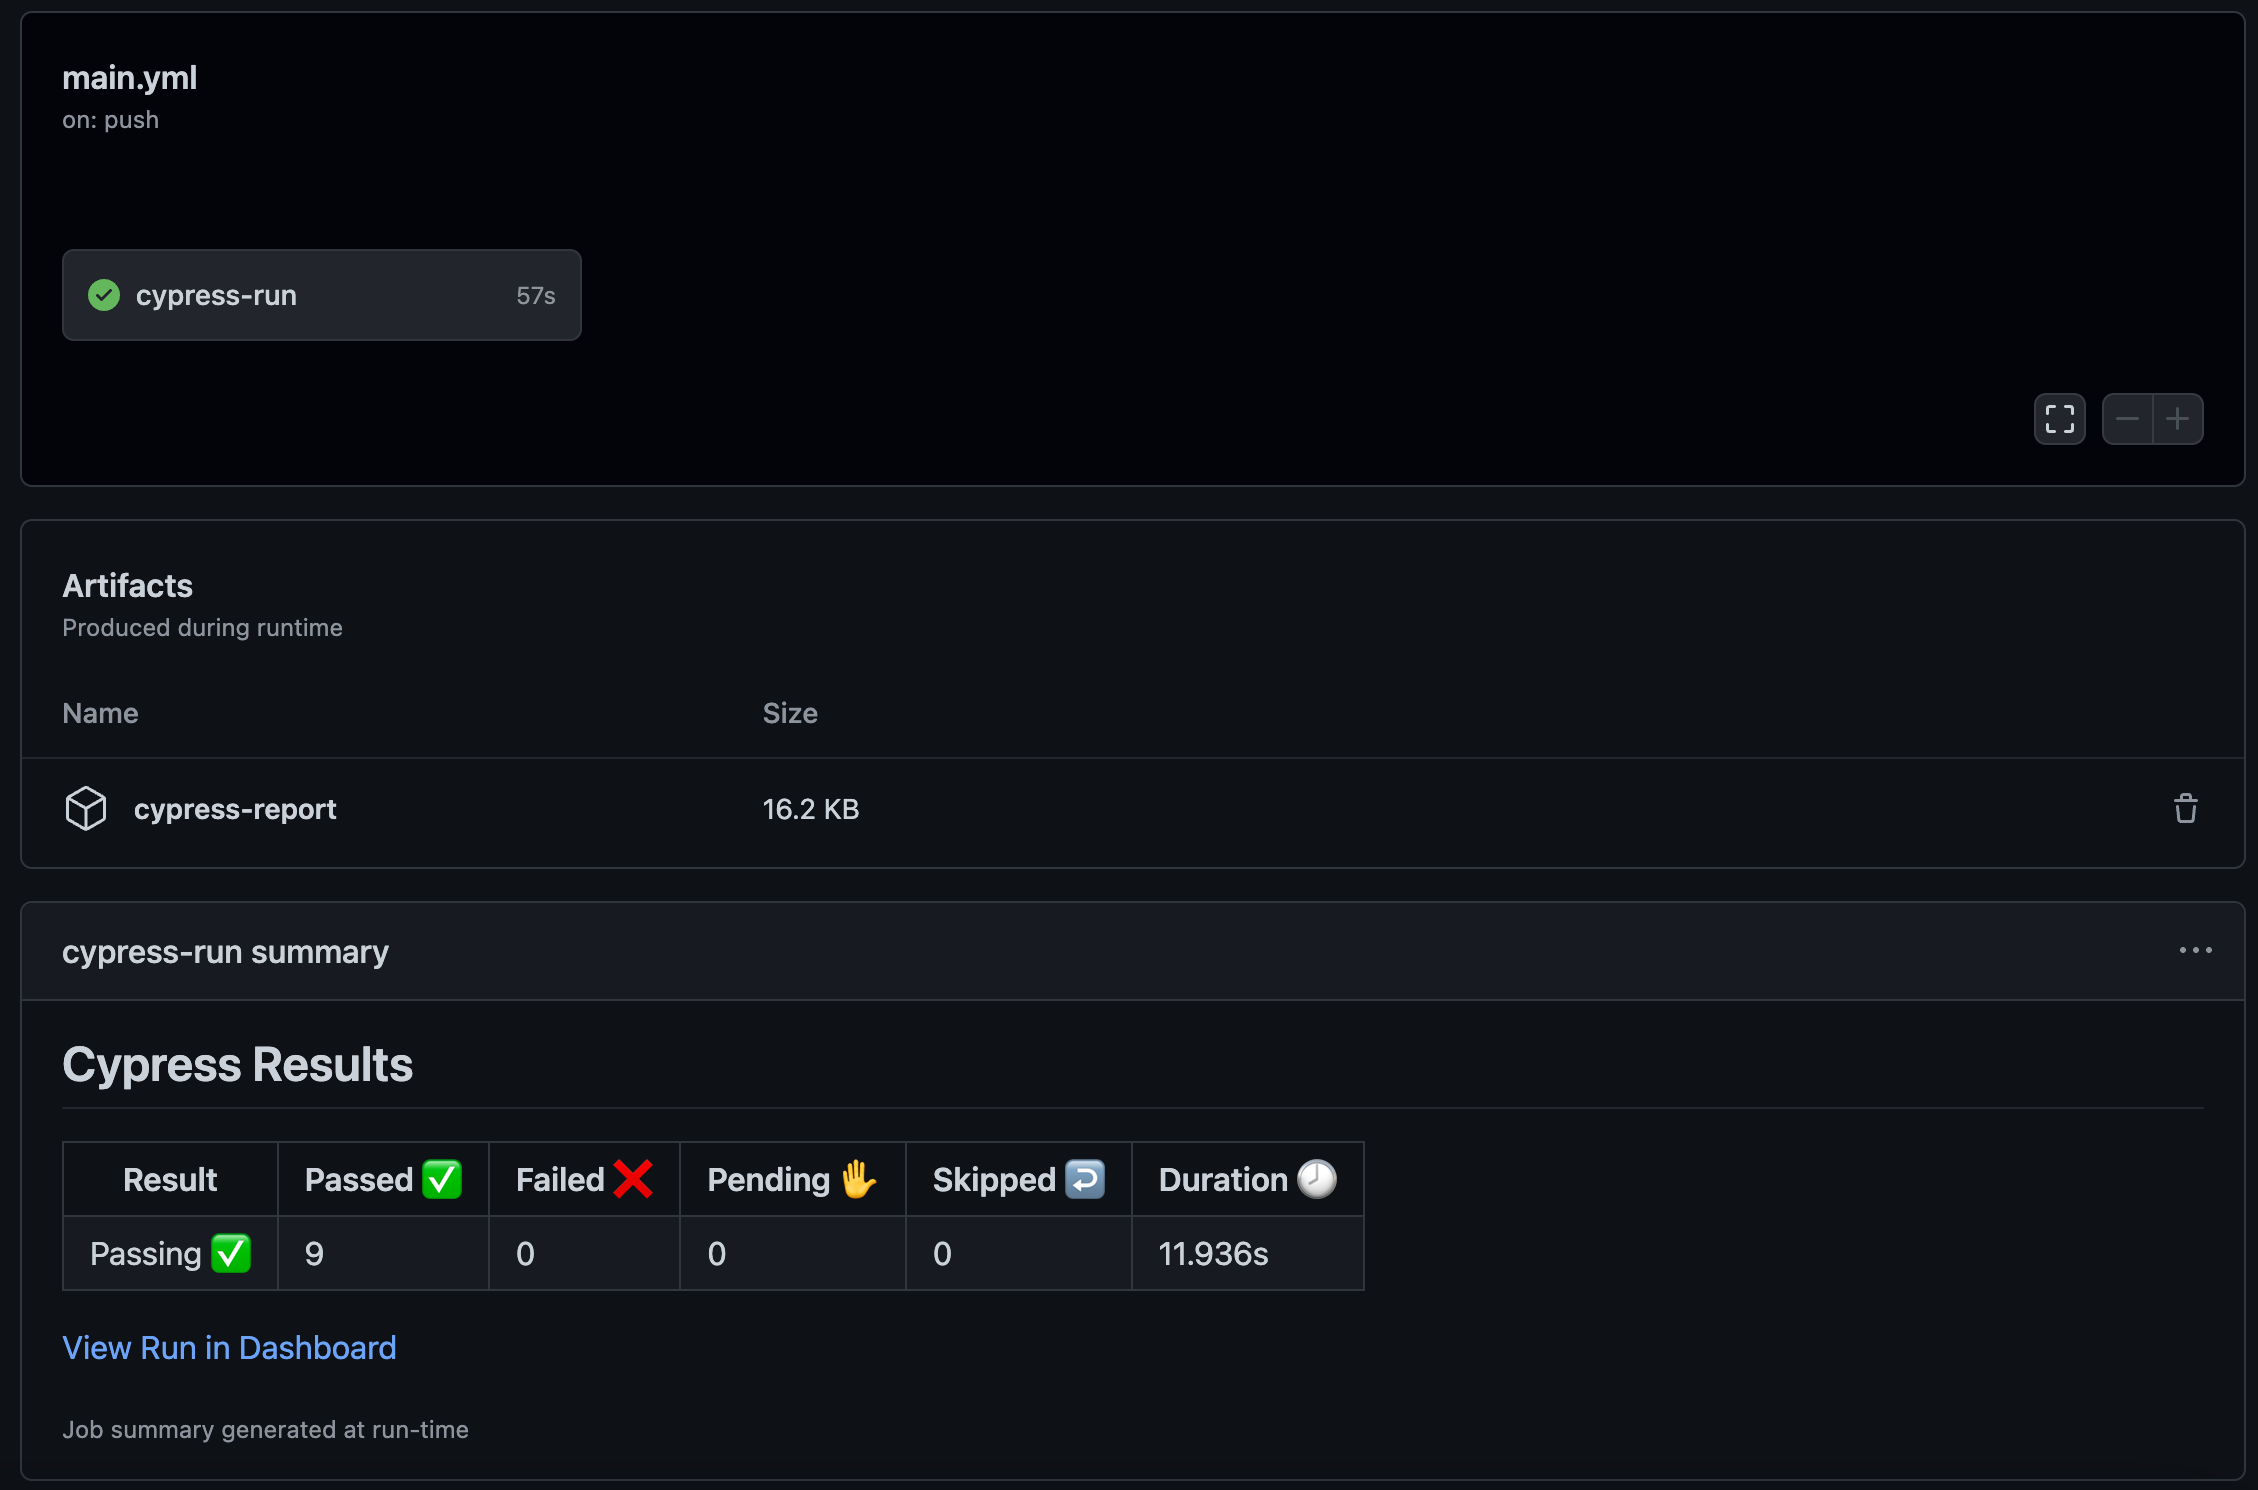 main.yml
on: push
cypress-run 57s
Artifacts
Produced during runtime
Name Size
cypress-report 16.2 KB
cypress-run summary
Cypress Results
Result Passed ✅ Failed ❌ Pending ✋ Skipped ↩️ Duration 🕗
Passing ✅ 9 0 0 0 11.936s
View Run in Dashboard
Job summary generated at run-time